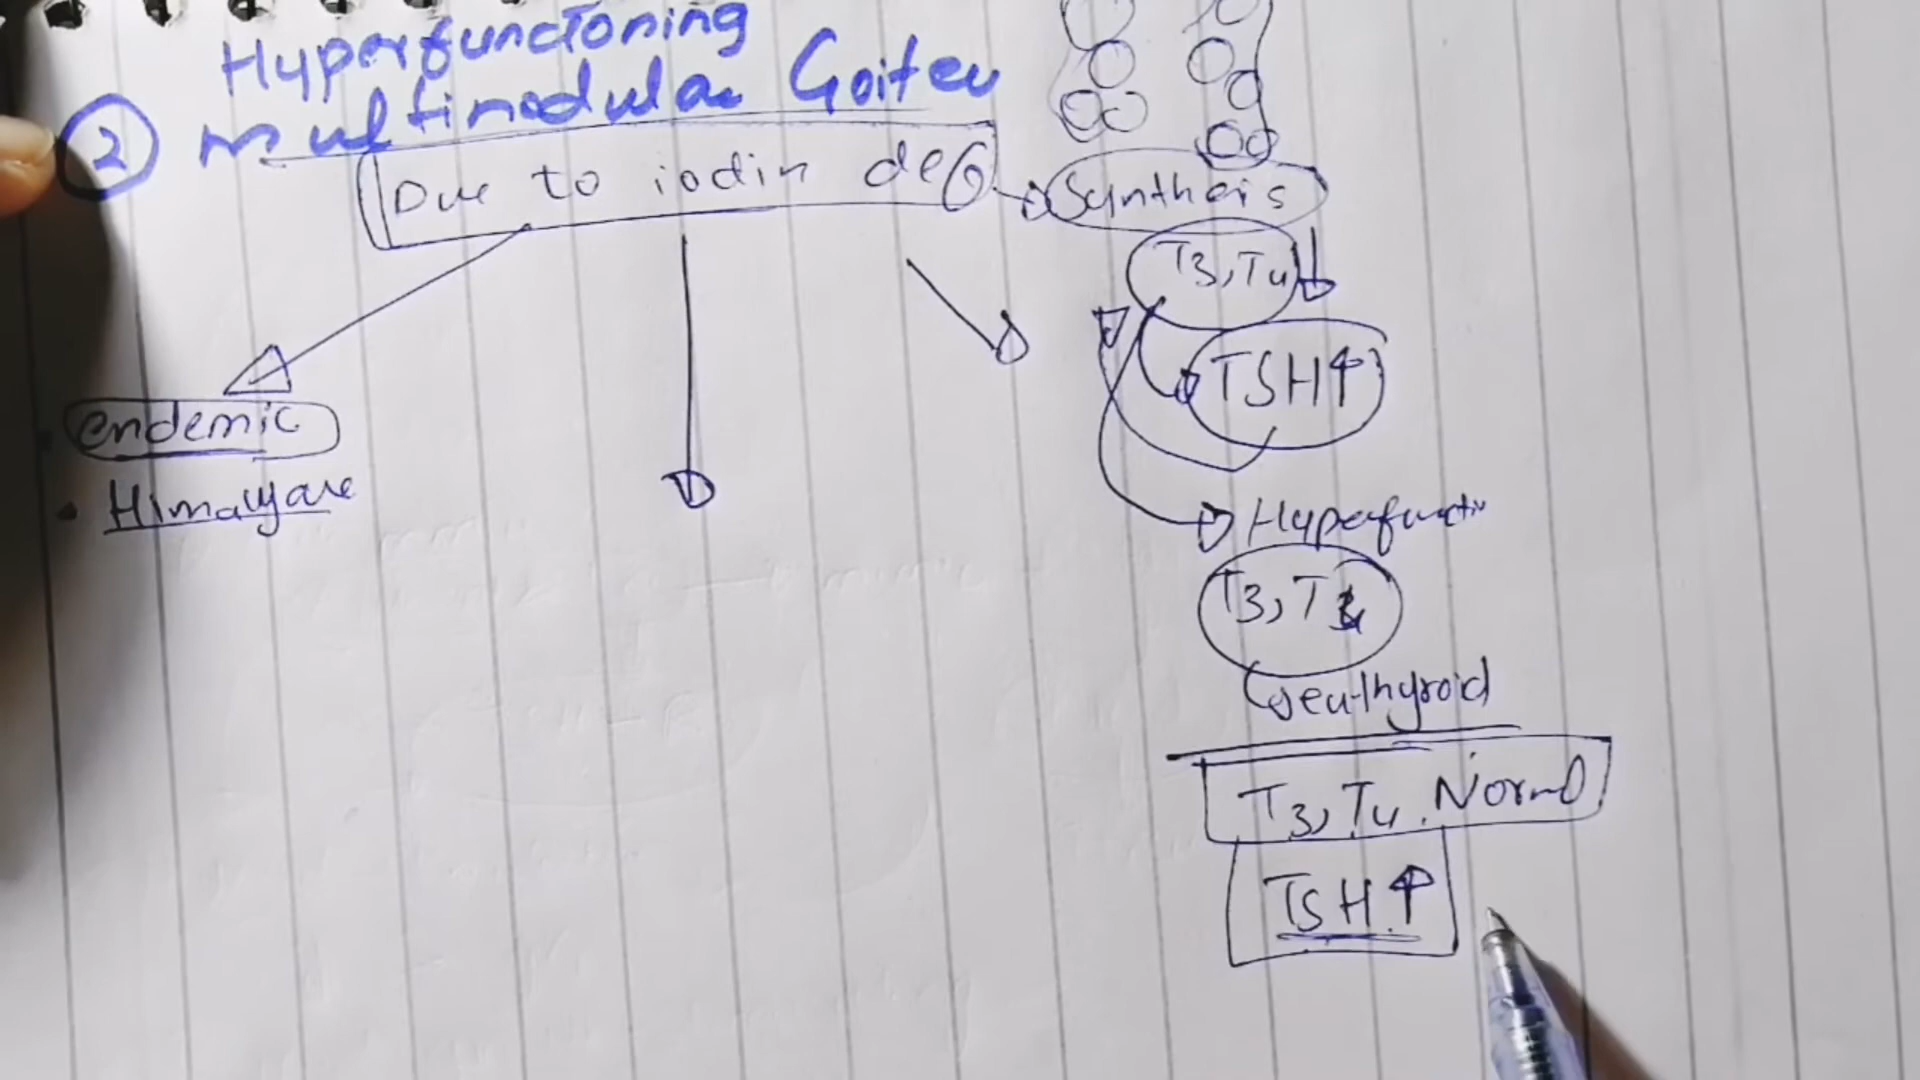 Hyperfunctoning
2 multinodular Goiter
Due to iodin def
Synthesis
T3, T4
TSH↑
endemic
• Himalyare
Hyperfunctin
T3, T4
euthyroid
T3, T4 Normal
TSH↑